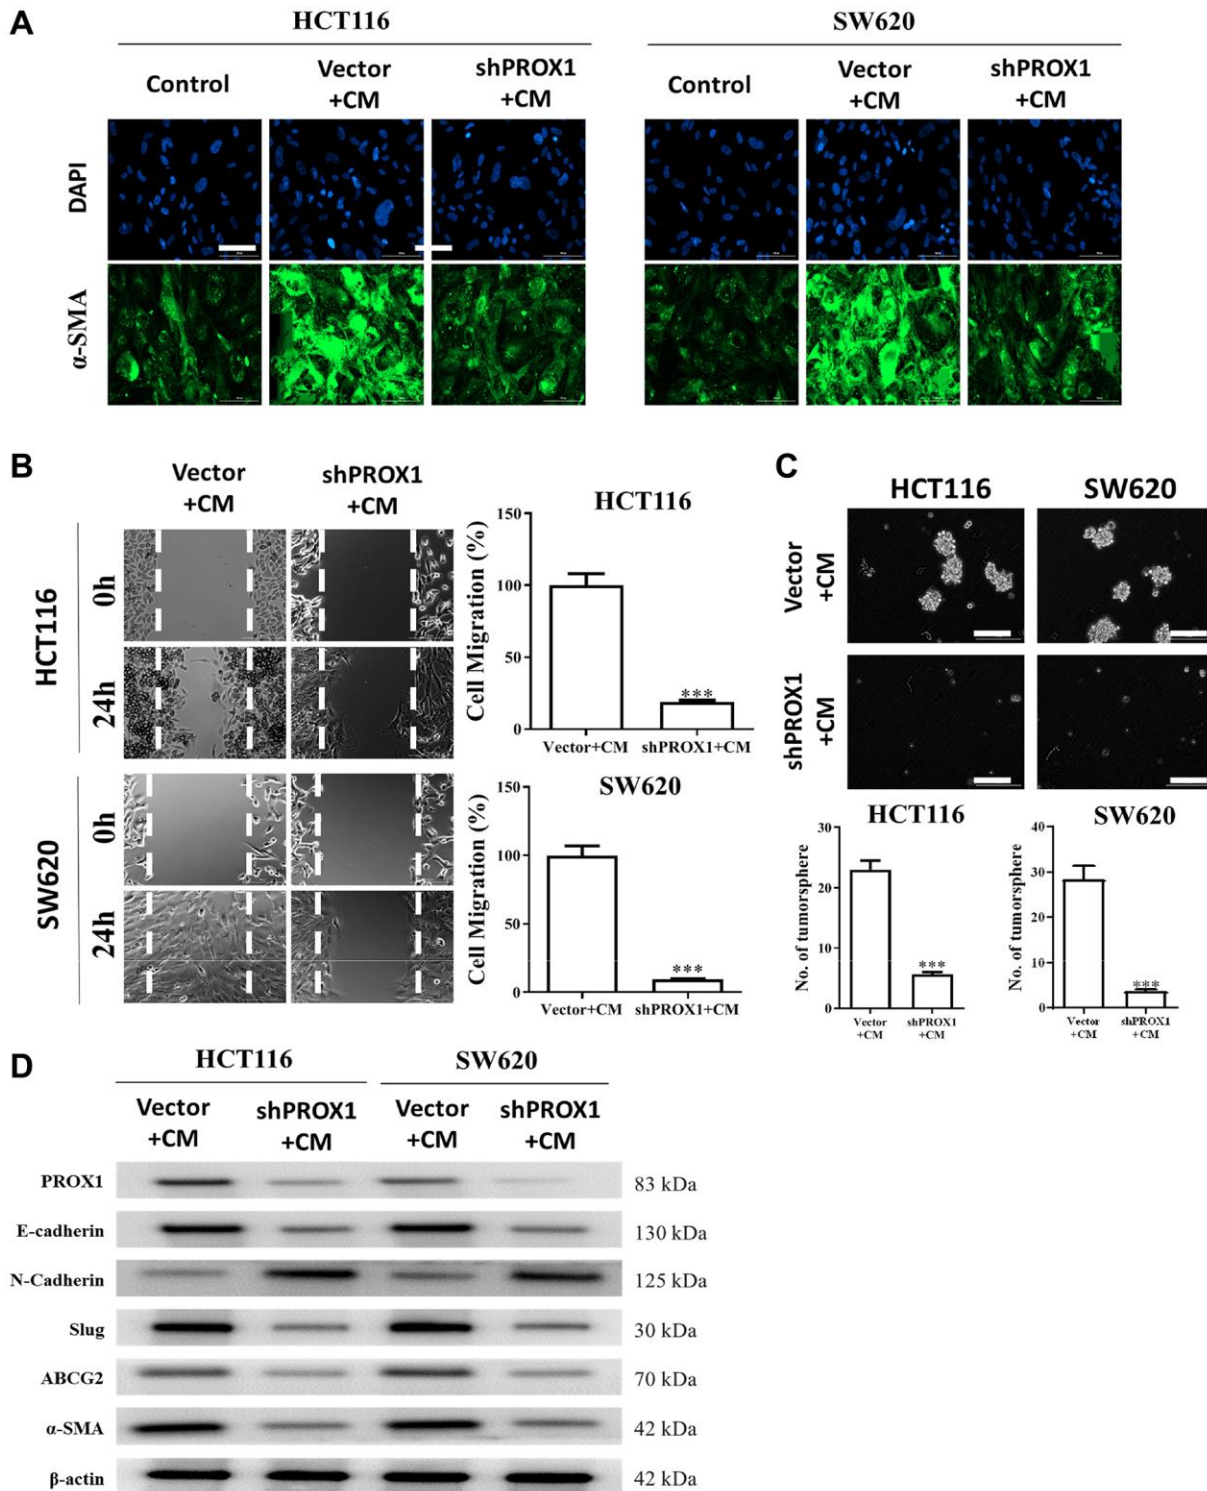 A
HCT116
SW620
Control
Vector
+CM
shPROX1
+CM
Control
Vector
+CM
shPROX1
+CM
DAPI
α-SMA
B
Vector
+CM
shPROX1
+CM
HCT116
0h
24h
SW620
0h
24h
HCT116
Cell Migration (%)
150
100
50
0
***
Vector+CM
shPROX1+CM
SW620
Cell Migration (%)
150
100
50
0
***
Vector+CM
shPROX1+CM
C
HCT116
SW620
Vector
+CM
shPROX1
+CM
HCT116
No. of tumorsphere
30
20
10
0
***
Vector
+CM
shPROX1
+CM
SW620
No. of tumorsphere
40
30
20
10
0
***
Vector
+CM
shPROX1
+CM
D
HCT116
SW620
Vector
+CM
shPROX1
+CM
Vector
+CM
shPROX1
+CM
PROX1 83 kDa
E-cadherin 130 kDa
N-Cadherin 125 kDa
Slug 30 kDa
ABCG2 70 kDa
α-SMA 42 kDa
β-actin 42 kDa